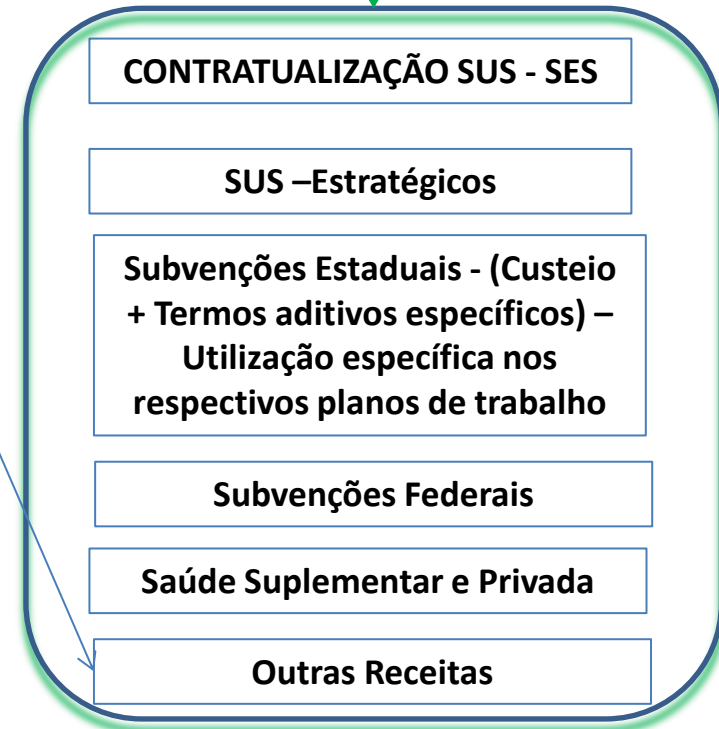 CONTRATUALIZAÇÃO SUS - SES
SUS –Estratégicos
Subvenções Estaduais - (Custeio
+ Termos aditivos específicos) –
Utilização específica nos
respectivos planos de trabalho
Subvenções Federais
Saúde Suplementar e Privada
Outras Receitas